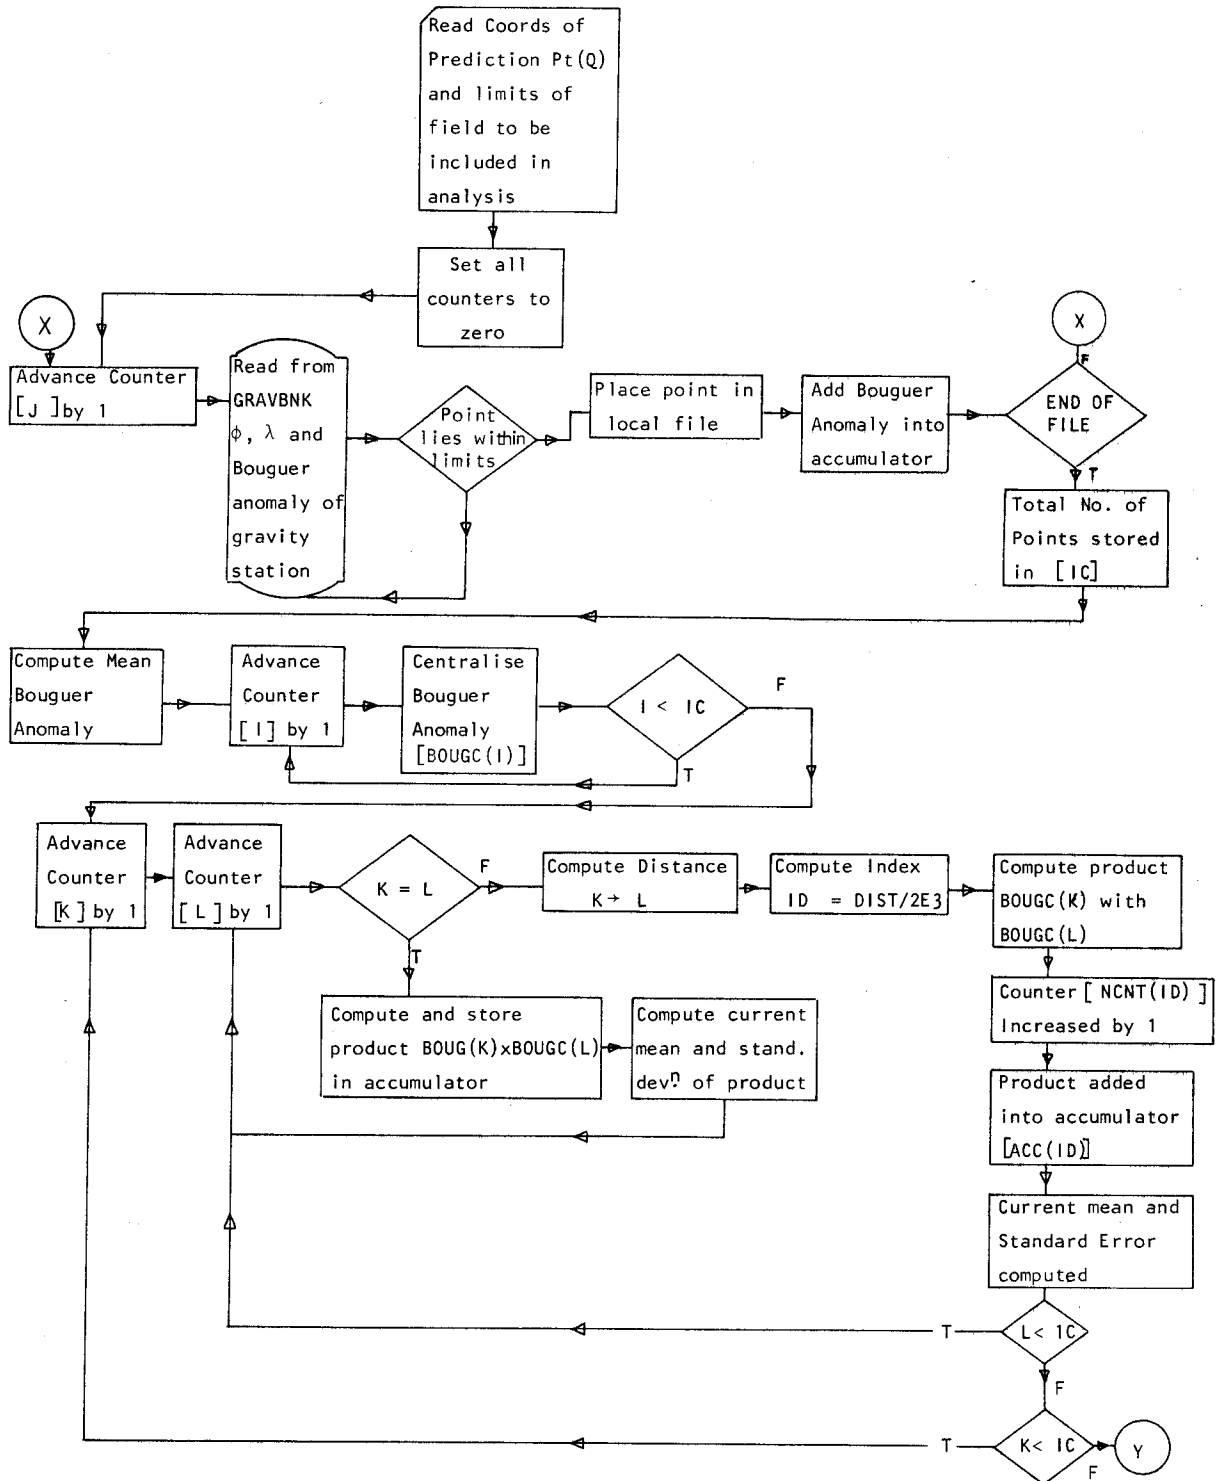 Read Coords of
Prediction Pt(Q)
and limits of
field to be
included in
analysis
Set all
counters to
zero
X
Advance Counter
[J] by 1
Read from
GRAVBNK
ϕ, λ and
Bouguer
anomaly of
gravity
station
Point
lies within
limits
Place point in
local file
Add Bouguer
Anomaly into
accumulator
X
F
END OF
FILE
T
Total No. of
Points stored
in [IC]
Compute Mean
Bouguer
Anomaly
Advance
Counter
[I] by 1
Centralise
Bouguer
Anomaly
[BOUGC(I)]
I < IC
F
T
Advance
Counter
[K] by 1
Advance
Counter
[L] by 1
K = L
F
T
Compute Distance
K→ L
Compute Index
ID = DIST/2E3
Compute product
BOUGC(K) with
BOUGC(L)
Compute and store
product BOUG(K)xBOUGC(L)
in accumulator
Compute current
mean and stand.
devⁿ. of product
Counter [NCNT(ID)]
Increased by 1
Product added
into accumulator
[ACC(ID)]
Current mean and
Standard Error
computed
T
L< IC
F
T
K< IC
F
Y